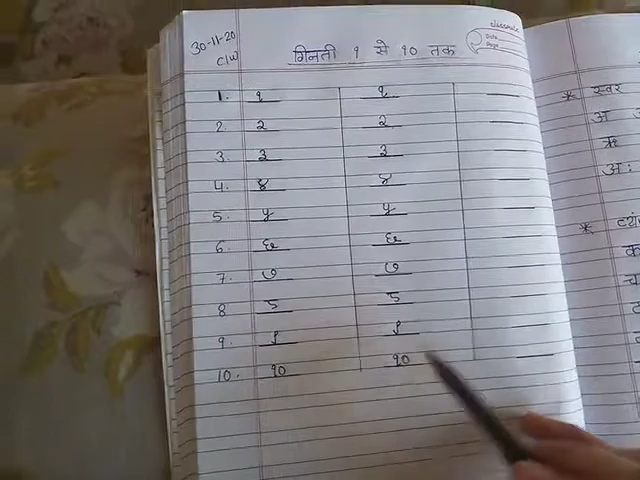 classmate
Date
Page
30-11-20
C/W
गिनती १ से १० तक
1. १ १
2. २ २
3. ३ ३
4. ४ ४
5. ५ ५
6. ६ ६
7. ७ ७
8 ८ ८
9. ९ ९
10. १० १०
* स्वर
अ
ऋ
अः
*
क
च